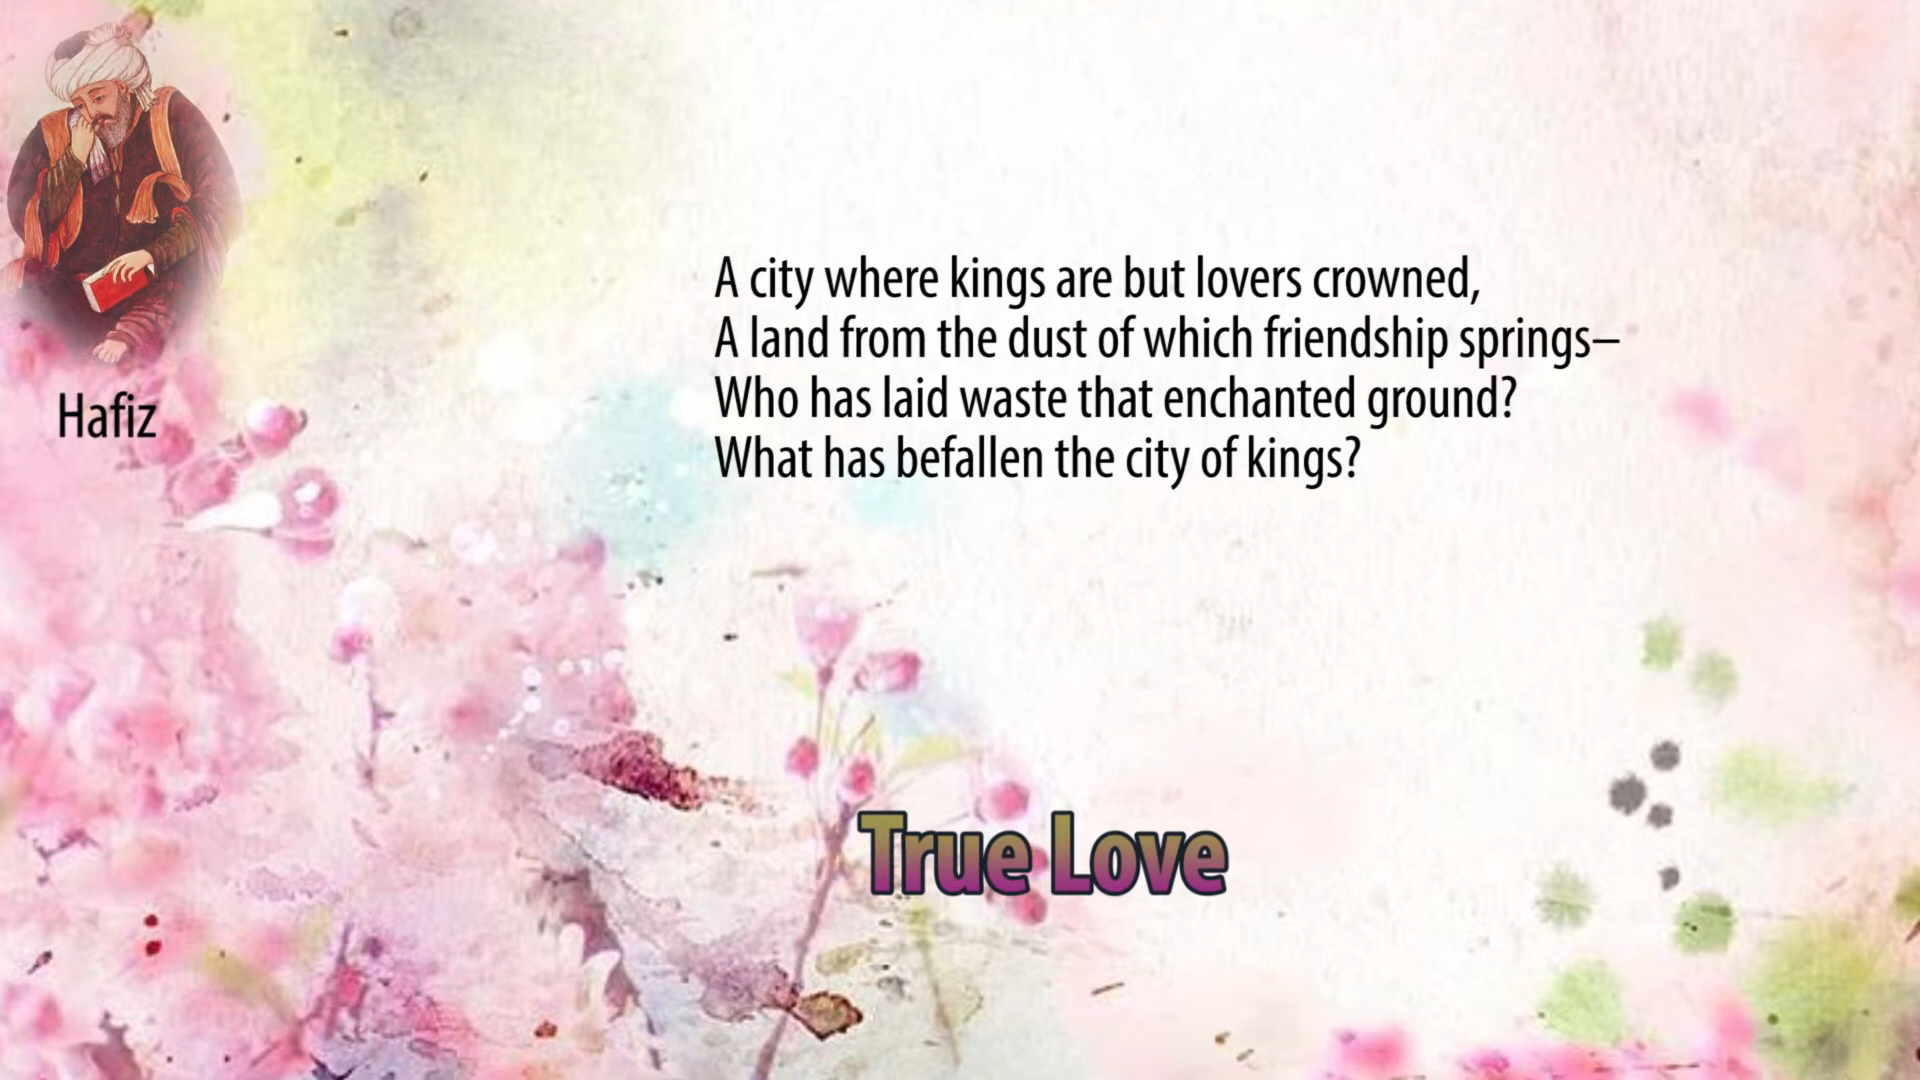 Hafiz
A city where kings are but lovers crowned,
A land from the dust of which friendship springs–
Who has laid waste that enchanted ground?
What has befallen the city of kings?
True Love